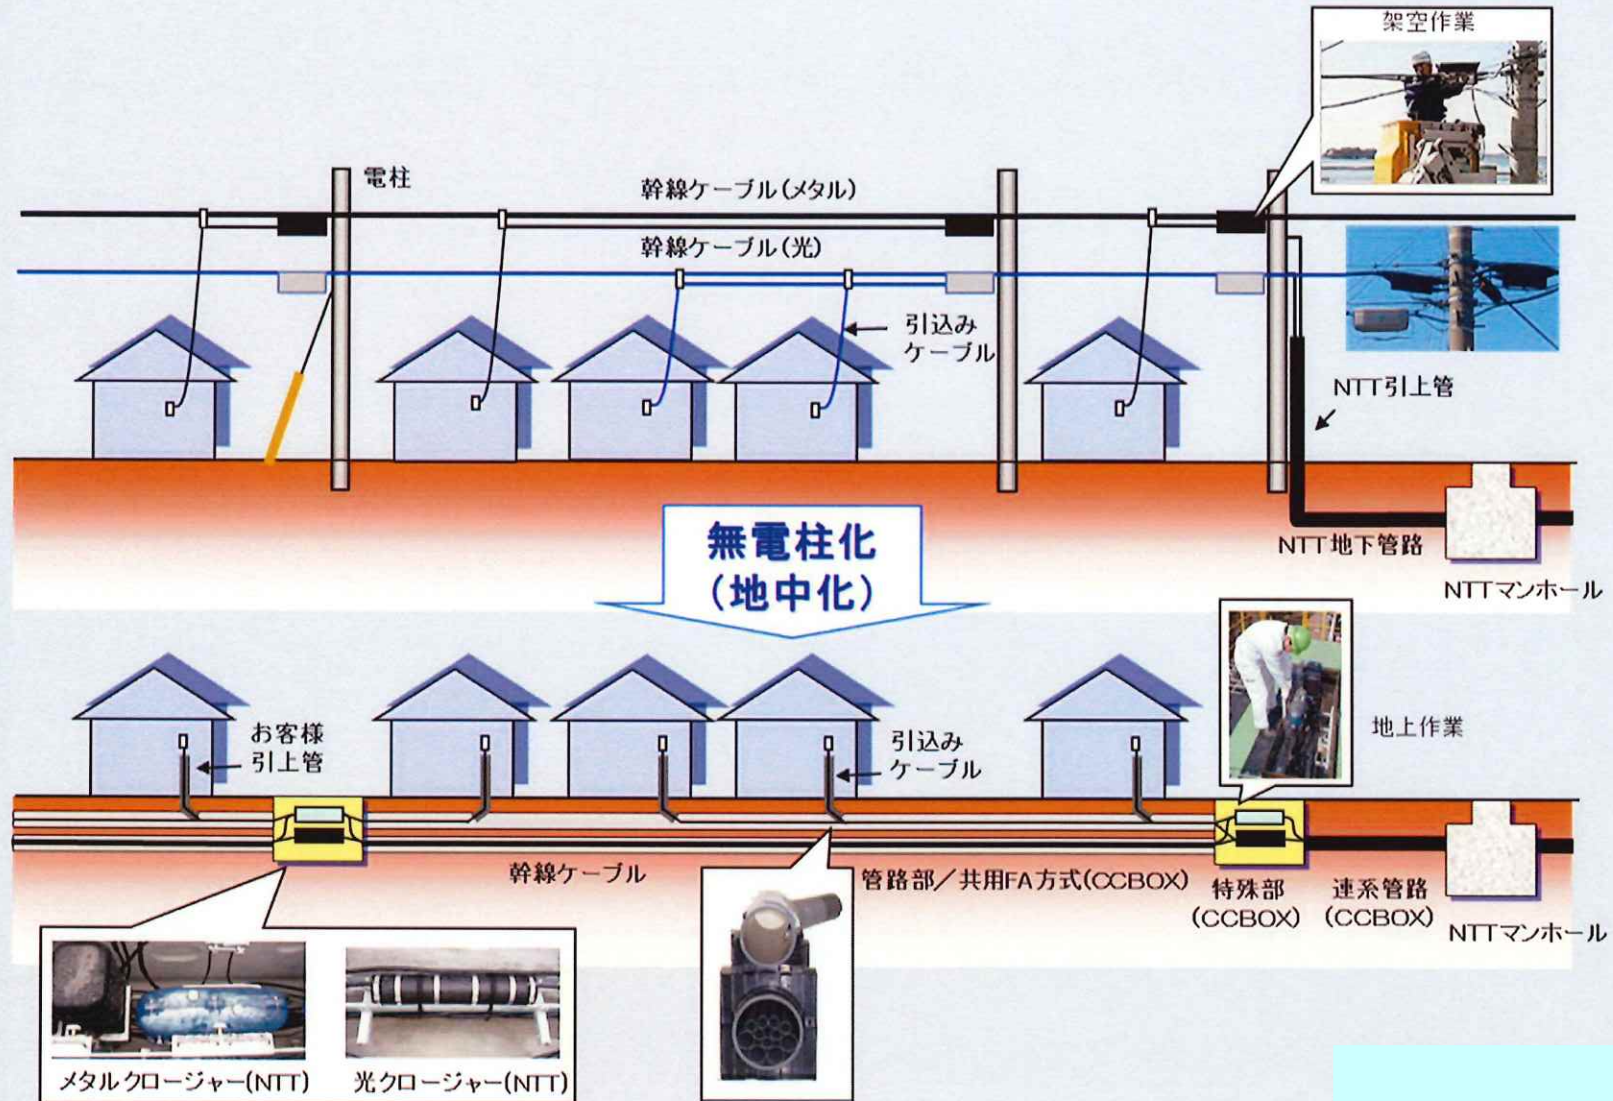 架空作業
電柱
幹線ケーブル(メタル)
幹線ケーブル(光)
引込み
ケーブル
NTT引上管
NTT地下管路
NTTマンホール
無電柱化
(地中化)
お客様
引上管
引込み
ケーブル
地上作業
幹線ケーブル
管路部／共用FA方式(CCBOX)
特殊部
(CCBOX)
連系管路
(CCBOX)
NTTマンホール
メタルクロージャー(NTT)
光クロージャー(NTT)